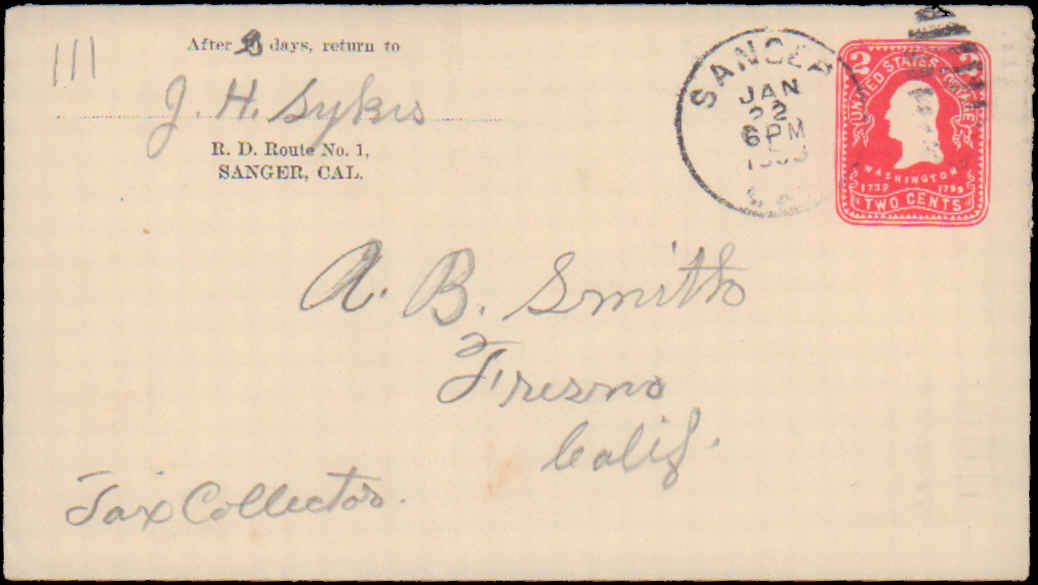 111
After days, return to
J. H. Sykes
R. D. Route No. 1,
SANGER, CAL.
SANGER
JAN
22
6 PM
2
UNITED STATES POSTAGE
WASHINGTON
1732 1799
TWO CENTS
A. B. Smith
Fresno
Calif.
Tax Collector.